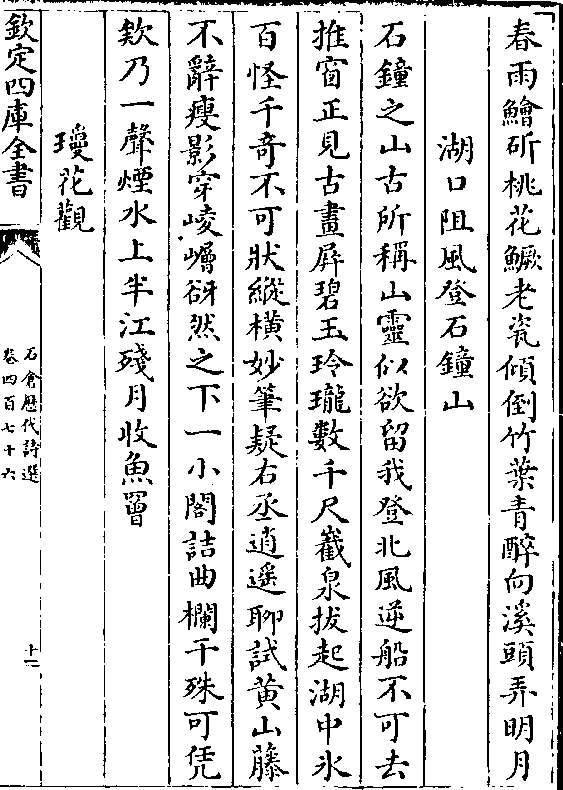 春雨鱠斫桃花鱖老瓷傾倒竹葉青醉向溪頭弄明月
湖口阻風登石鐘山
石鐘之山古所稱山靈似欲留我登北風逆船不可去
推窗正見古畫屏碧玉玲瓏數千尺巀泉拔起湖中氷
百怪千奇不可狀縱橫妙筆疑右丞逍遥聊試黃山藤
不辭瘦影穿崚嶒谺然之下一小閣詰曲欄干殊可凭
欸乃一聲煙水上半江殘月收魚罾
瓊花觀
欽定四庫全書
石倉歷代詩選
卷四百七十六
十二